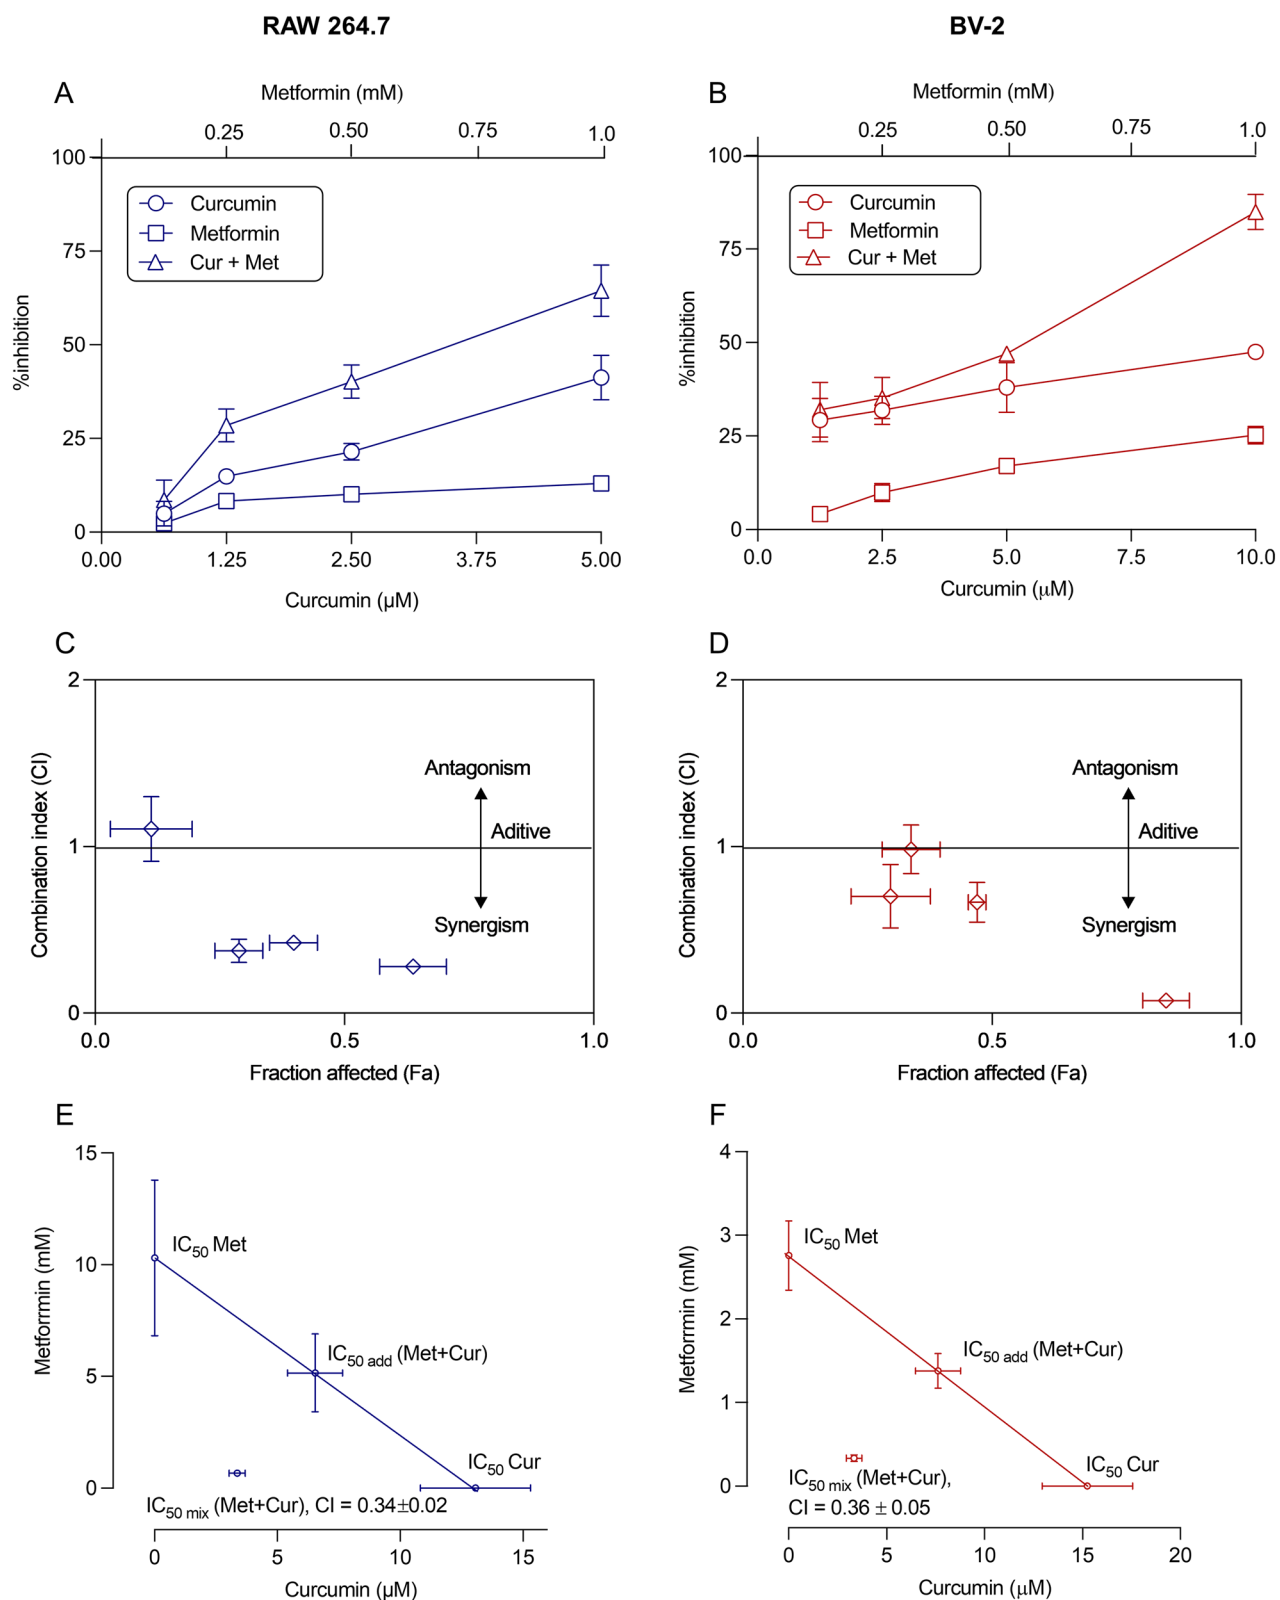 RAW 264.7
BV-2
A
Metformin (mM)
0.25 0.50 0.75 1.0
100
75
50
25
0
%inhibition
Curcumin
Metformin
Cur + Met
0.00 1.25 2.50 3.75 5.00
Curcumin (µM)
B
Metformin (mM)
0.25 0.50 0.75 1.0
100
75
50
25
0
%inhibition
Curcumin
Metformin
Cur + Met
0.0 2.5 5.0 7.5 10.0
Curcumin (μM)
C
2
1
0
Combination index (CI)
Antagonism
Aditive
Synergism
0.0 0.5 1.0
Fraction affected (Fa)
D
2
1
0
Combination index (CI)
Antagonism
Aditive
Synergism
0.0 0.5 1.0
Fraction affected (Fa)
E
15
10
5
0
Metforrmin (mM)
IC50 Met
IC50 add (Met+Cur)
IC50 Cur
IC50 mix (Met+Cur), CI = 0.34±0.02
0 5 10 15
Curcumin (µM)
F
4
3
2
1
0
Metforrmin (mM)
IC50 Met
IC50 add (Met+Cur)
IC50 Cur
IC50 mix (Met+Cur),
CI = 0.36 ± 0.05
0 5 10 15 20
Curcumin (μM)